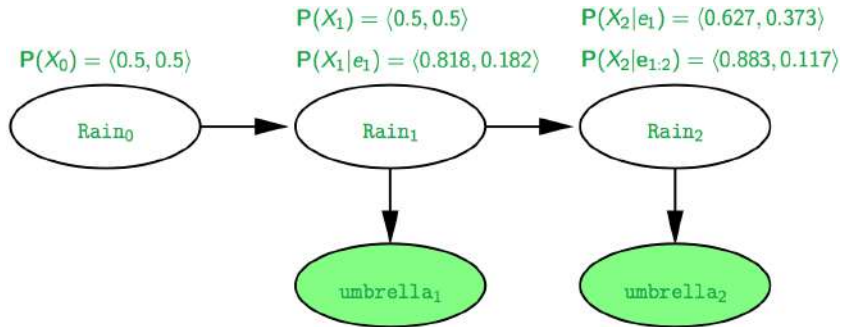 P(X₁) = ⟨0.5, 0.5⟩ P(X₂|e₁) = ⟨0.627, 0.373⟩
P(X₀) = ⟨0.5, 0.5⟩ P(X₁|e₁) = ⟨0.818, 0.182⟩ P(X₂|e₁:₂) = ⟨0.883, 0.117⟩
Rain₀ Rain₁ Rain₂
umbrella₁ umbrella₂